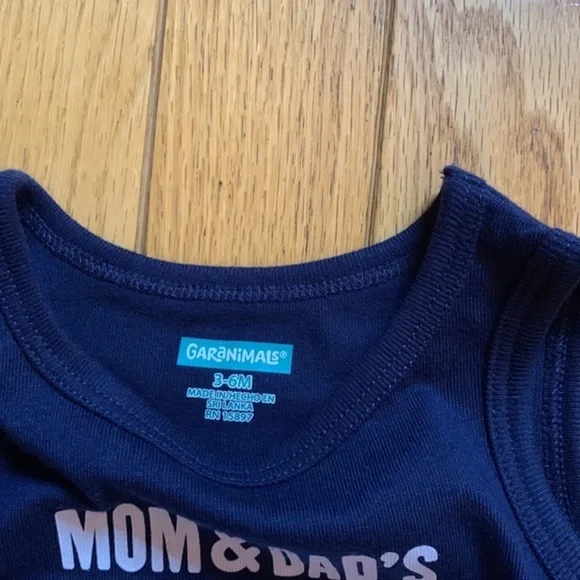 GARANIMALS®
3-6M
MADE IN/HECHO EN
SRI LANKA
RN 15897
MOM & DAD'S